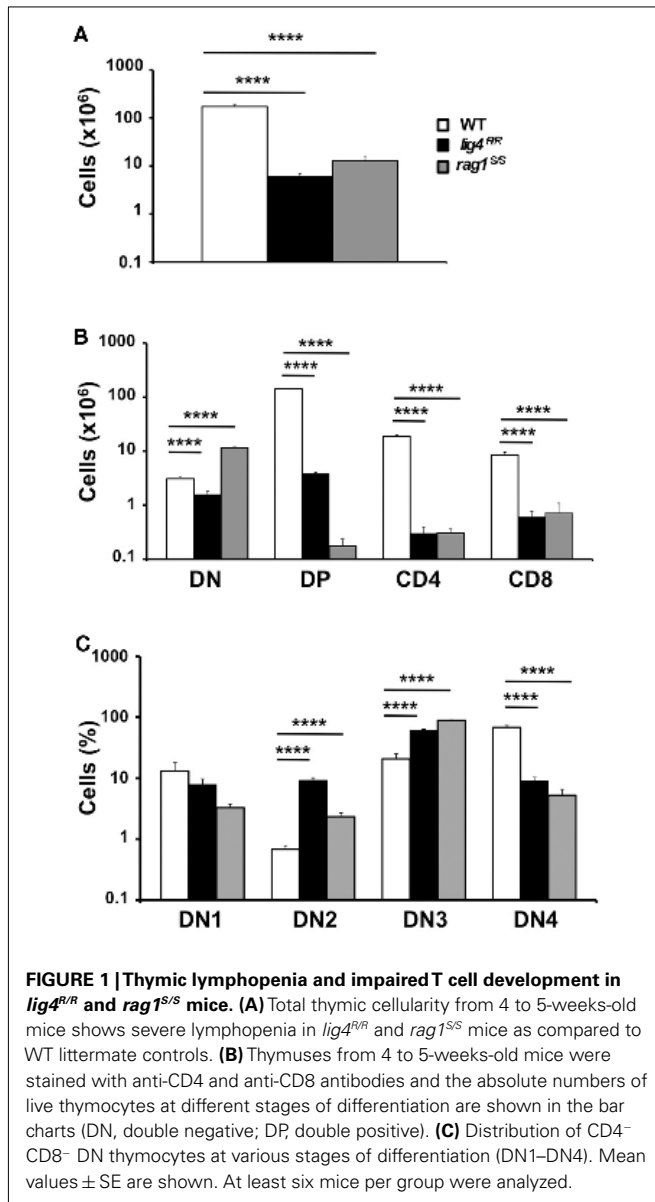 A
****
****
1000
100
10
1
0.1
Cells (x10⁶)
WT
lig4 R/R
rag1 S/S
B
1000
100
10
1
0.1
Cells (x10⁶)
****
****
****
****
****
****
****
****
DN DP CD4 CD8
C
1000
100
10
1
0.1
Cells (%)
****
****
****
****
****
****
DN1 DN2 DN3 DN4
FIGURE 1 | Thymic lymphopenia and impaired T cell development in
lig4R/R and rag1S/S mice. (A) Total thymic cellularity from 4 to 5-weeks-old
mice shows severe lymphopenia in lig4R/R and rag1S/S mice as compared to
WT littermate controls. (B) Thymuses from 4 to 5-weeks-old mice were
stained with anti-CD4 and anti-CD8 antibodies and the absolute numbers of
live thymocytes at different stages of differentiation are shown in the bar
charts (DN, double negative; DP, double positive). (C) Distribution of CD4⁻
CD8⁻ DN thymocytes at various stages of differentiation (DN1–DN4). Mean
values ± SE are shown. At least six mice per group were analyzed.